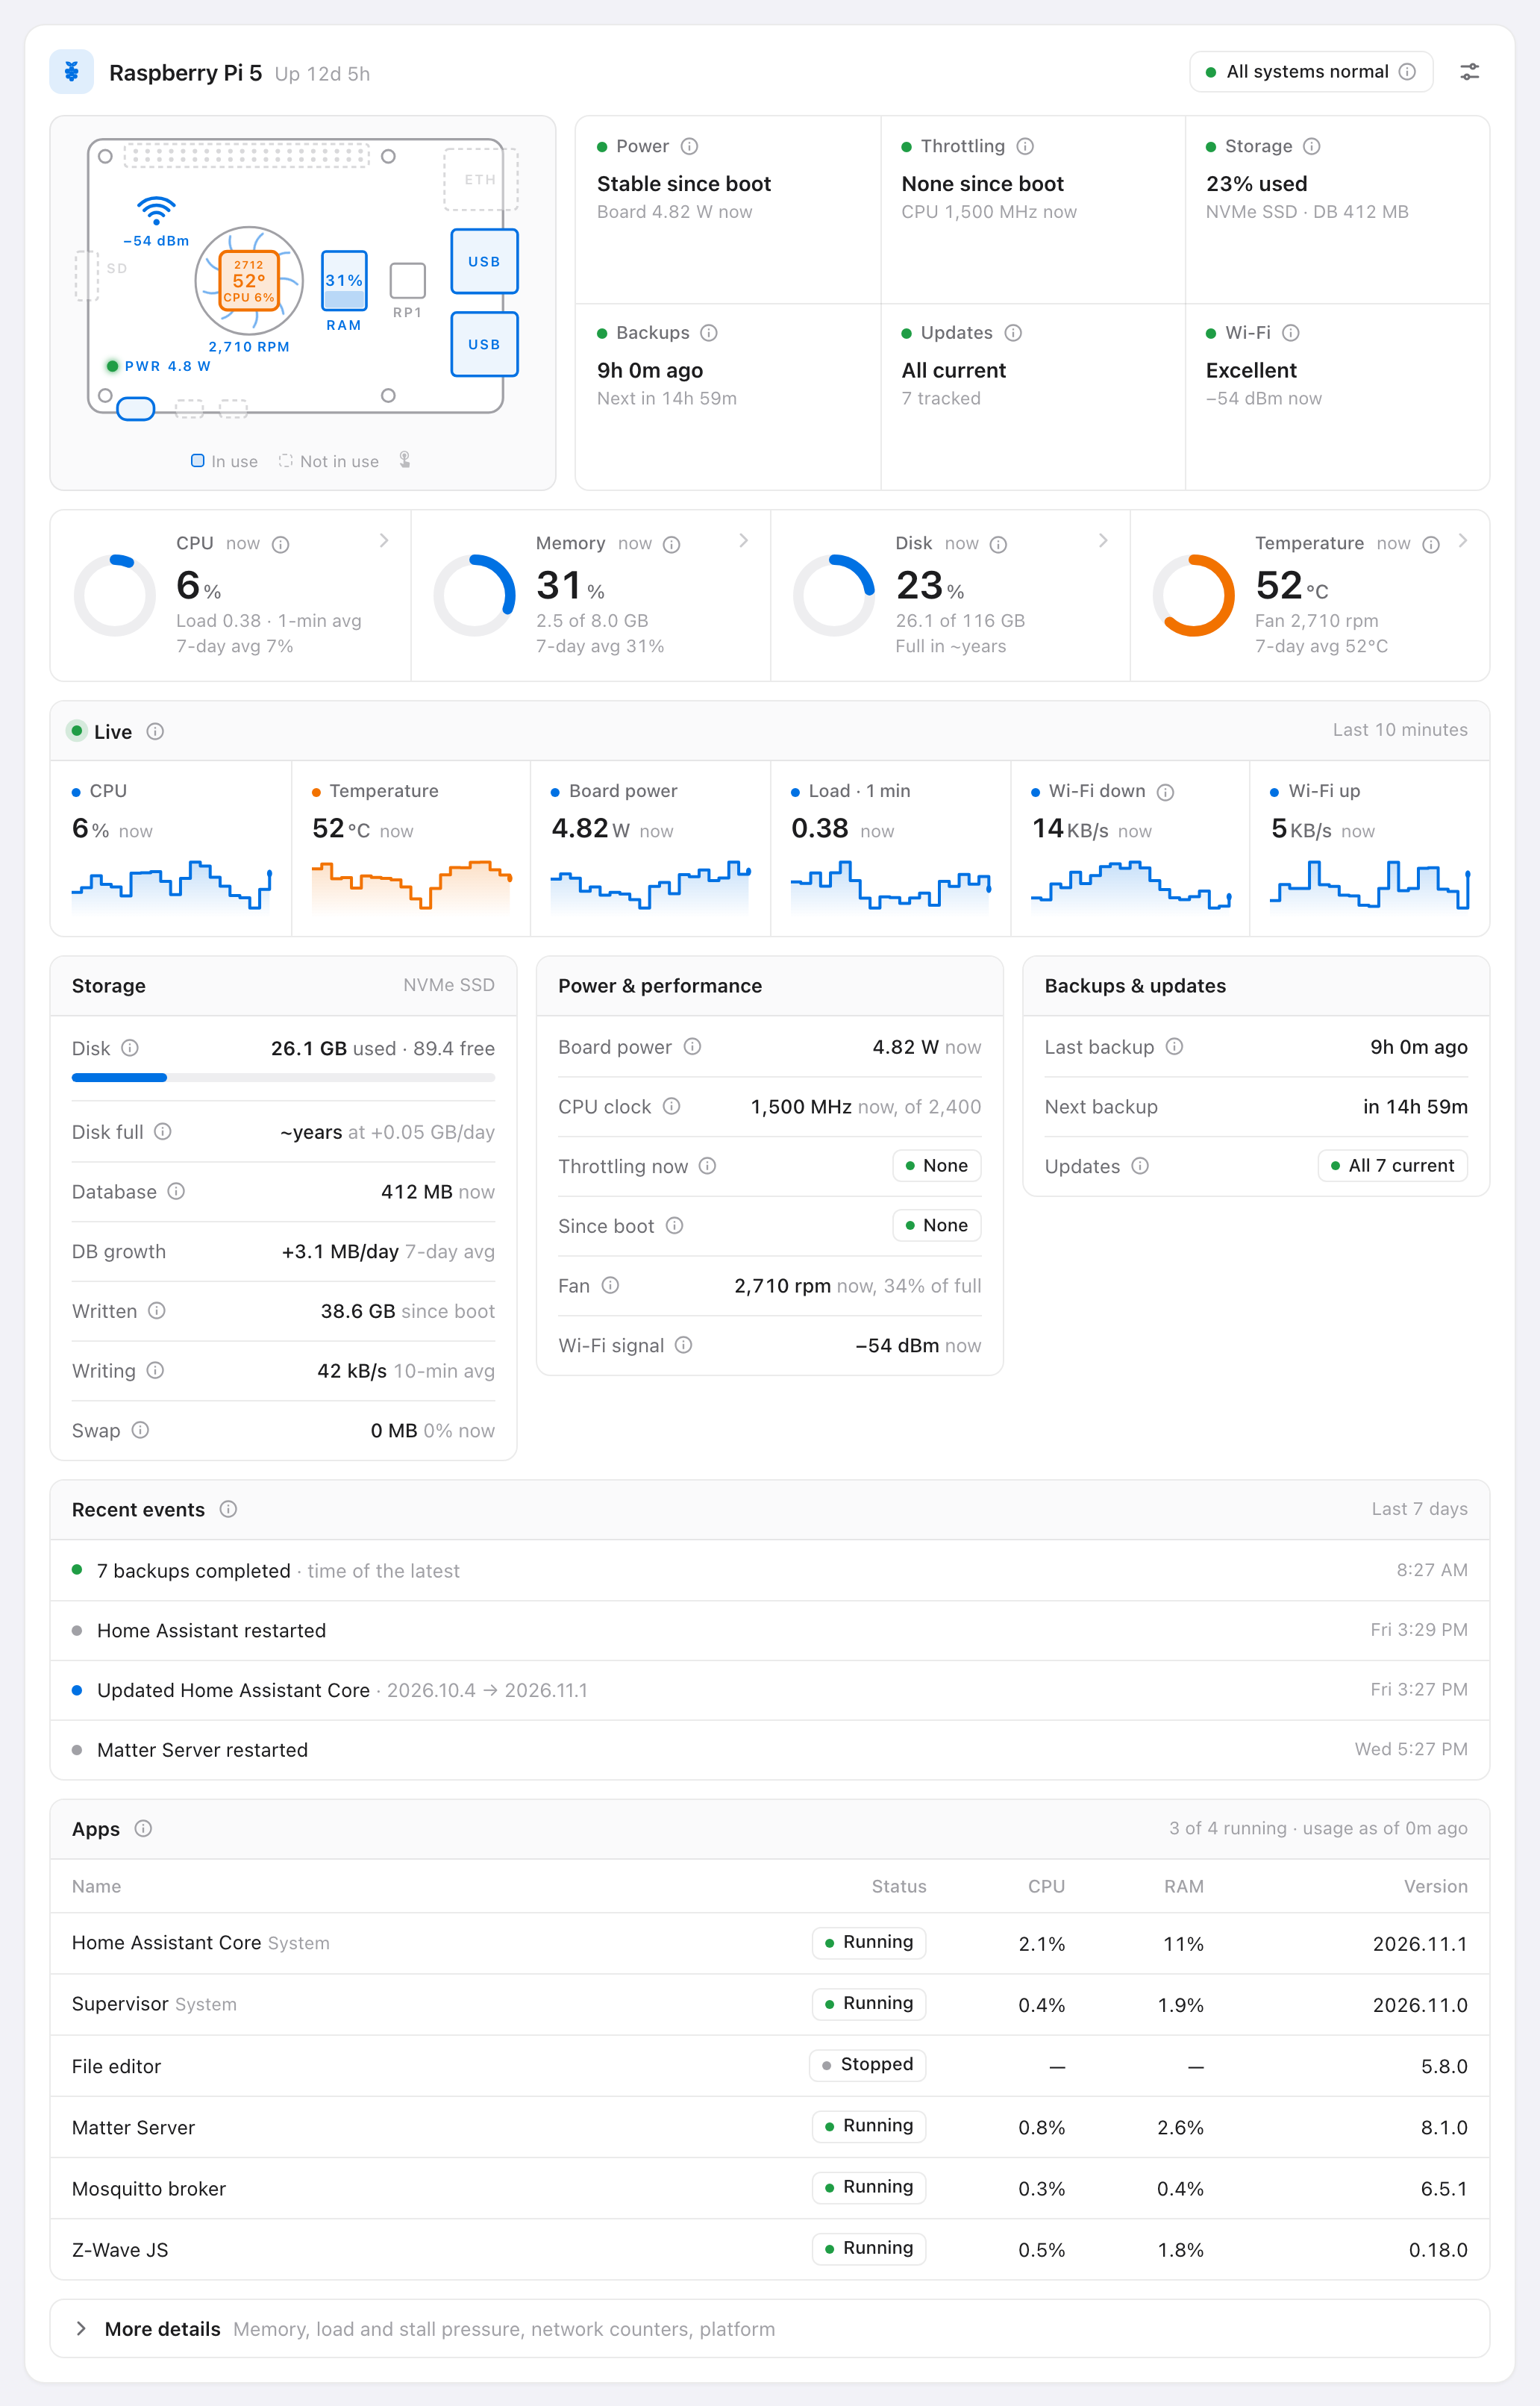 Raspberry Pi 5 Up 12d 5h
All systems normal
ETH
−54 dBm
SD
2712
52°
CPU 6%
31%
RAM
RP1
USB
USB
2,710 RPM
PWR 4.8 W
In use Not in use
Power
Stable since boot
Board 4.82 W now
Throttling
None since boot
CPU 1,500 MHz now
Storage
23% used
NVMe SSD · DB 412 MB
Backups
9h 0m ago
Next in 14h 59m
Updates
All current
7 tracked
Wi-Fi
Excellent
−54 dBm now
CPU now
6%
Load 0.38 · 1-min avg
7-day avg 7%
Memory now
31%
2.5 of 8.0 GB
7-day avg 31%
Disk now
23%
26.1 of 116 GB
Full in ~years
Temperature now
52°C
Fan 2,710 rpm
7-day avg 52°C
Live
Last 10 minutes
CPU
6% now
Temperature
52°C now
Board power
4.82W now
Load · 1 min
0.38 now
Wi-Fi down
14KB/s now
Wi-Fi up
5KB/s now
Storage NVMe SSD
Disk 26.1 GB used · 89.4 free
Disk full ~years at +0.05 GB/day
Database 412 MB now
DB growth +3.1 MB/day 7-day avg
Written 38.6 GB since boot
Writing 42 kB/s 10-min avg
Swap 0 MB 0% now
Power & performance
Board power 4.82 W now
CPU clock 1,500 MHz now, of 2,400
Throttling now None
Since boot None
Fan 2,710 rpm now, 34% of full
Wi-Fi signal −54 dBm now
Backups & updates
Last backup 9h 0m ago
Next backup in 14h 59m
Updates All 7 current
Recent events Last 7 days
7 backups completed · time of the latest 8:27 AM
Home Assistant restarted Fri 3:29 PM
Updated Home Assistant Core · 2026.10.4 → 2026.11.1 Fri 3:27 PM
Matter Server restarted Wed 5:27 PM
Apps 3 of 4 running · usage as of 0m ago
Name Status CPU RAM Version
Home Assistant Core System Running 2.1% 11% 2026.11.1
Supervisor System Running 0.4% 1.9% 2026.11.0
File editor Stopped — — 5.8.0
Matter Server Running 0.8% 2.6% 8.1.0
Mosquitto broker Running 0.3% 0.4% 6.5.1
Z-Wave JS Running 0.5% 1.8% 0.18.0
More details Memory, load and stall pressure, network counters, platform